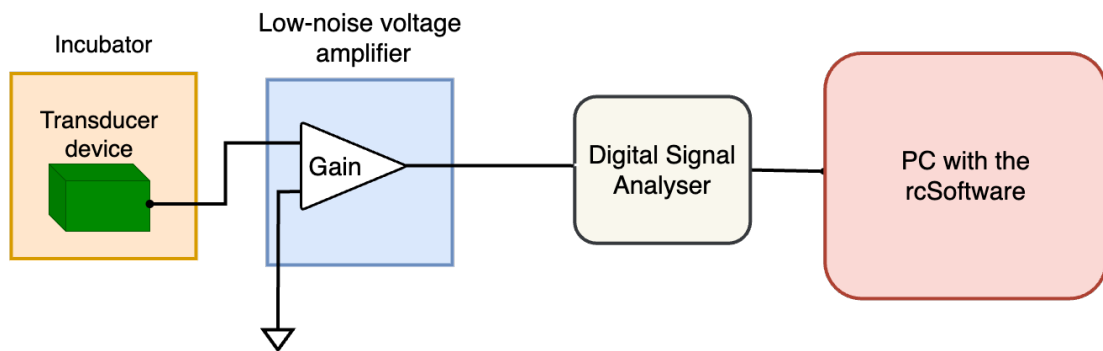 Incubator
Low-noise voltage
amplifier
Transducer
device
Gain
Digital Signal
Analyser
PC with the
rcSoftware